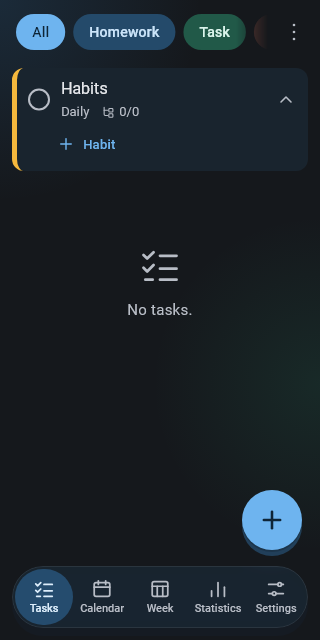 All
Homework
Task
Habits
Daily 0/0
Habit
No tasks.
Tasks
Calendar
Week
Statistics
Settings